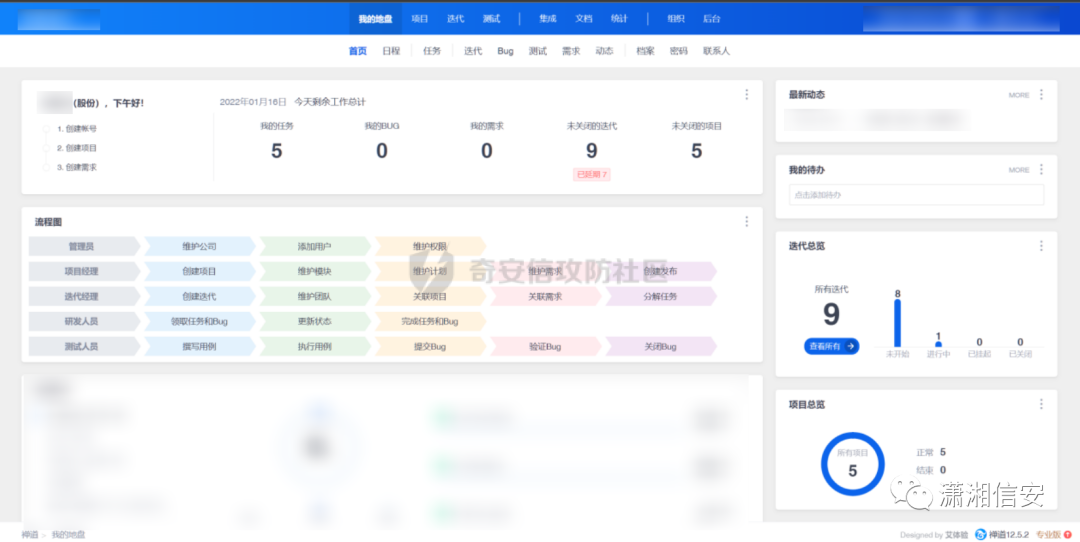 我的地盘 项目 迭代 测试 集成 文档 统计 组织 后台
首页 日程 任务 迭代 Bug 测试 需求 动态 档案 密码 联系人
(股份)，下午好!
1. 创建帐号
2. 创建项目
3. 创建需求
2022年01月16日 今天剩余工作总计
我的任务 我的BUG 我的需求 未关闭的迭代 未关闭的项目
5 0 0 9 5
已延期 7
流程图
管理员 维护公司 添加用户 维护权限
项目经理 创建项目 维护模块 维护计划 维护需求 创建发布
迭代经理 创建迭代 维护团队 关联项目 关联需求 分解任务
研发人员 领取任务和Bug 更新状态 完成任务和Bug
测试人员 撰写用例 执行用例 提交Bug 验证Bug 关闭Bug
奇安信攻防社区
最新动态 MORE
我的待办 MORE
点击添加待办
迭代总览
所有迭代
9
查看所有
8 1 0 0
未开始 进行中 已挂起 已关闭
项目总览
所有项目
5
正常 5
结束 0
潇湘信安
禅道 > 我的地盘
Designed by 艾体验 禅道12.5.2 专业版